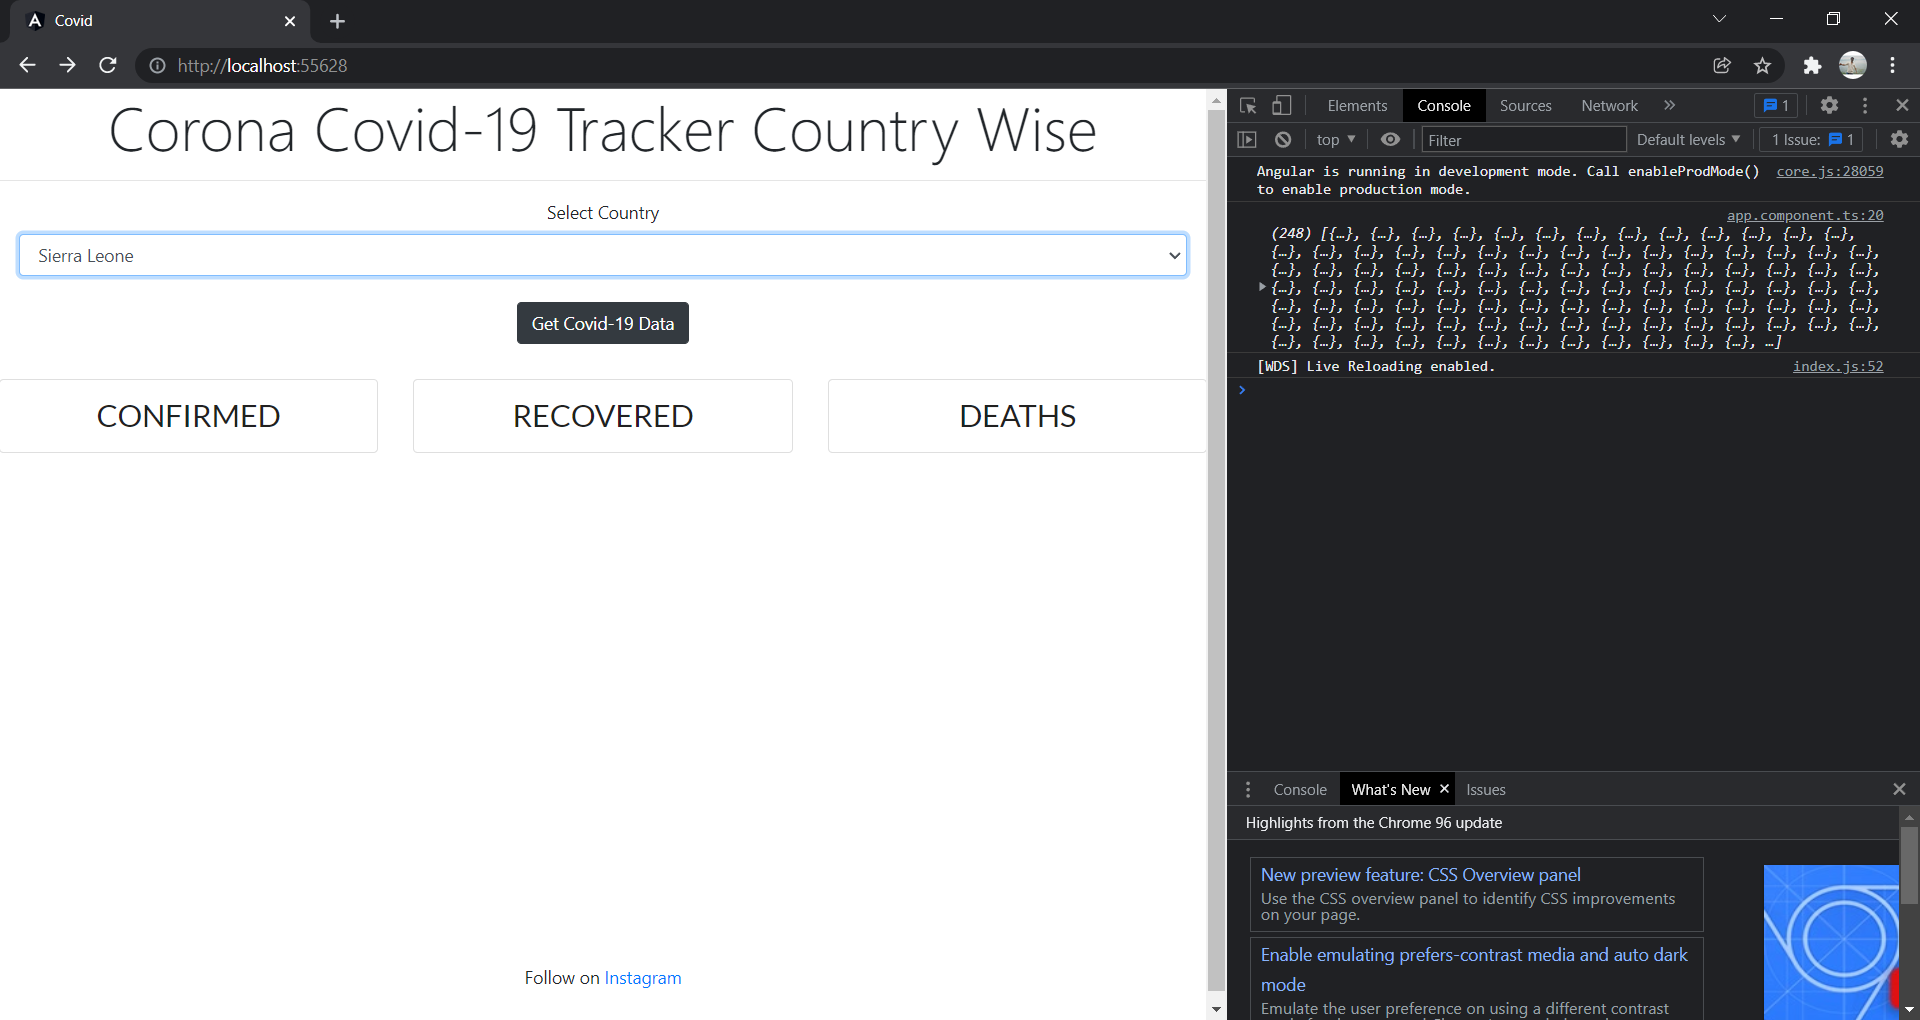 Covid
http://localhost:55628
Corona Covid-19 Tracker Country Wise
Select Country
Sierra Leone
Get Covid-19 Data
CONFIRMED
RECOVERED
DEATHS
Follow on Instagram
Elements
Console
Sources
Network
1
top
Filter
Default levels
1 Issue: 1
Angular is running in development mode. Call enableProdMode() core.js:28059
to enable production mode.
app.component.ts:20
(248) [{…}, {…}, {…}, {…}, {…}, {…}, {…}, {…}, {…}, {…}, {…}, {…}, {…},
{…}, {…}, {…}, {…}, {…}, {…}, {…}, {…}, {…}, {…}, {…}, {…}, {…}, {…}, {…},
{…}, {…}, {…}, {…}, {…}, {…}, {…}, {…}, {…}, {…}, {…}, {…}, {…}, {…}, {…},
{…}, {…}, {…}, {…}, {…}, {…}, {…}, {…}, {…}, {…}, {…}, {…}, {…}, {…}, {…},
{…}, {…}, {…}, {…}, {…}, {…}, {…}, {…}, {…}, {…}, {…}, {…}, {…}, {…}, {…},
{…}, {…}, {…}, {…}, {…}, {…}, {…}, {…}, {…}, {…}, {…}, {…}, {…}, {…}, {…},
{…}, {…}, {…}, {…}, {…}, {…}, {…}, {…}, {…}, {…}, {…}, {…}, …]
[WDS] Live Reloading enabled. index.js:52
Console
What's New
Issues
Highlights from the Chrome 96 update
New preview feature: CSS Overview panel
Use the CSS overview panel to identify CSS improvements
on your page.
Enable emulating prefers-contrast media and auto dark
mode
Emulate the user preference on using a different contrast